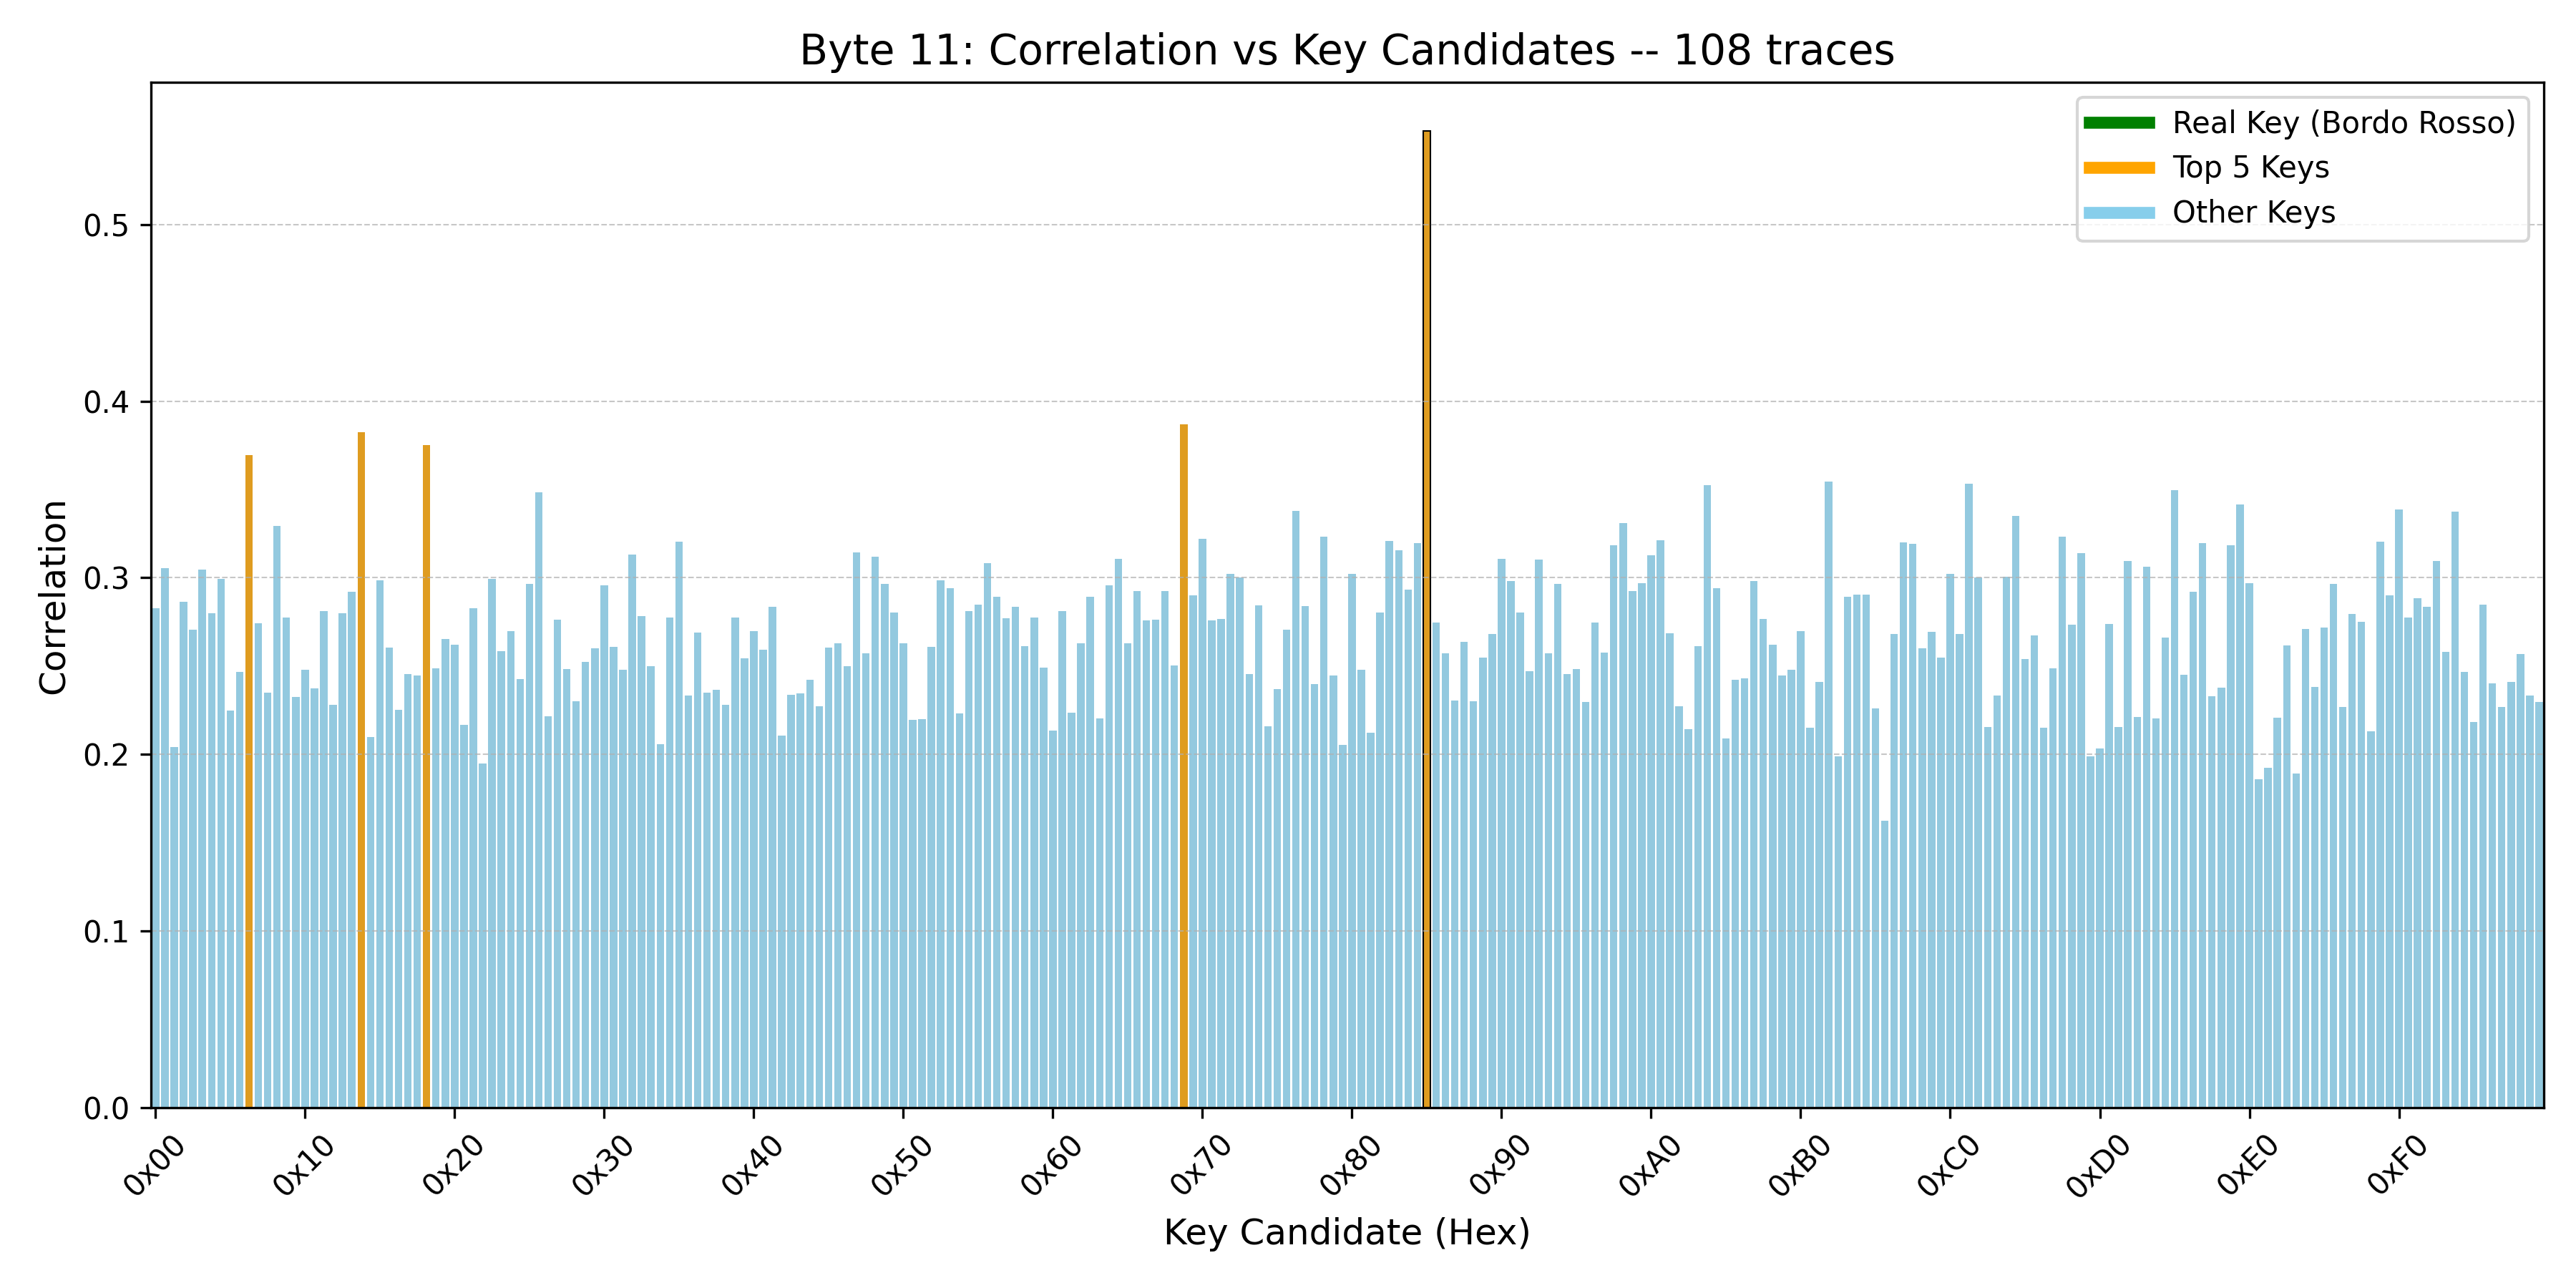 Byte 11: Correlation vs Key Candidates -- 108 traces
Real Key (Bordo Rosso)
Top 5 Keys
Other Keys
Correlation
0.5
0.4
0.3
0.2
0.1
0.0
0x00 0x10 0x20 0x30 0x40 0x50 0x60 0x70 0x80 0x90 0xA0 0xB0 0xC0 0xD0 0xE0 0xF0
Key Candidate (Hex)